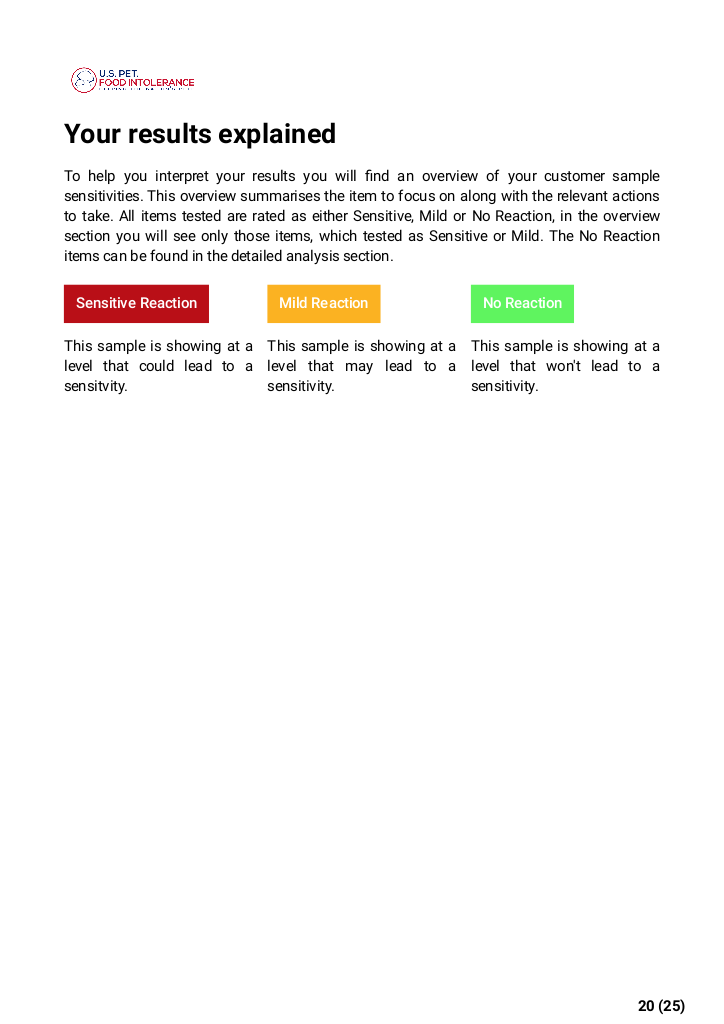 U.S. PET.
FOOD INTOLERANCE
Your results explained
To help you interpret your results you will find an overview of your customer sample
sensitivities. This overview summarises the item to focus on along with the relevant actions
to take. All items tested are rated as either Sensitive, Mild or No Reaction, in the overview
section you will see only those items, which tested as Sensitive or Mild. The No Reaction
items can be found in the detailed analysis section.
Sensitive Reaction
This sample is showing at a
level that could lead to a
sensitvity.
Mild Reaction
This sample is showing at a
level that may lead to a
sensitivity.
No Reaction
This sample is showing at a
level that won't lead to a
sensitivity.
20 (25)